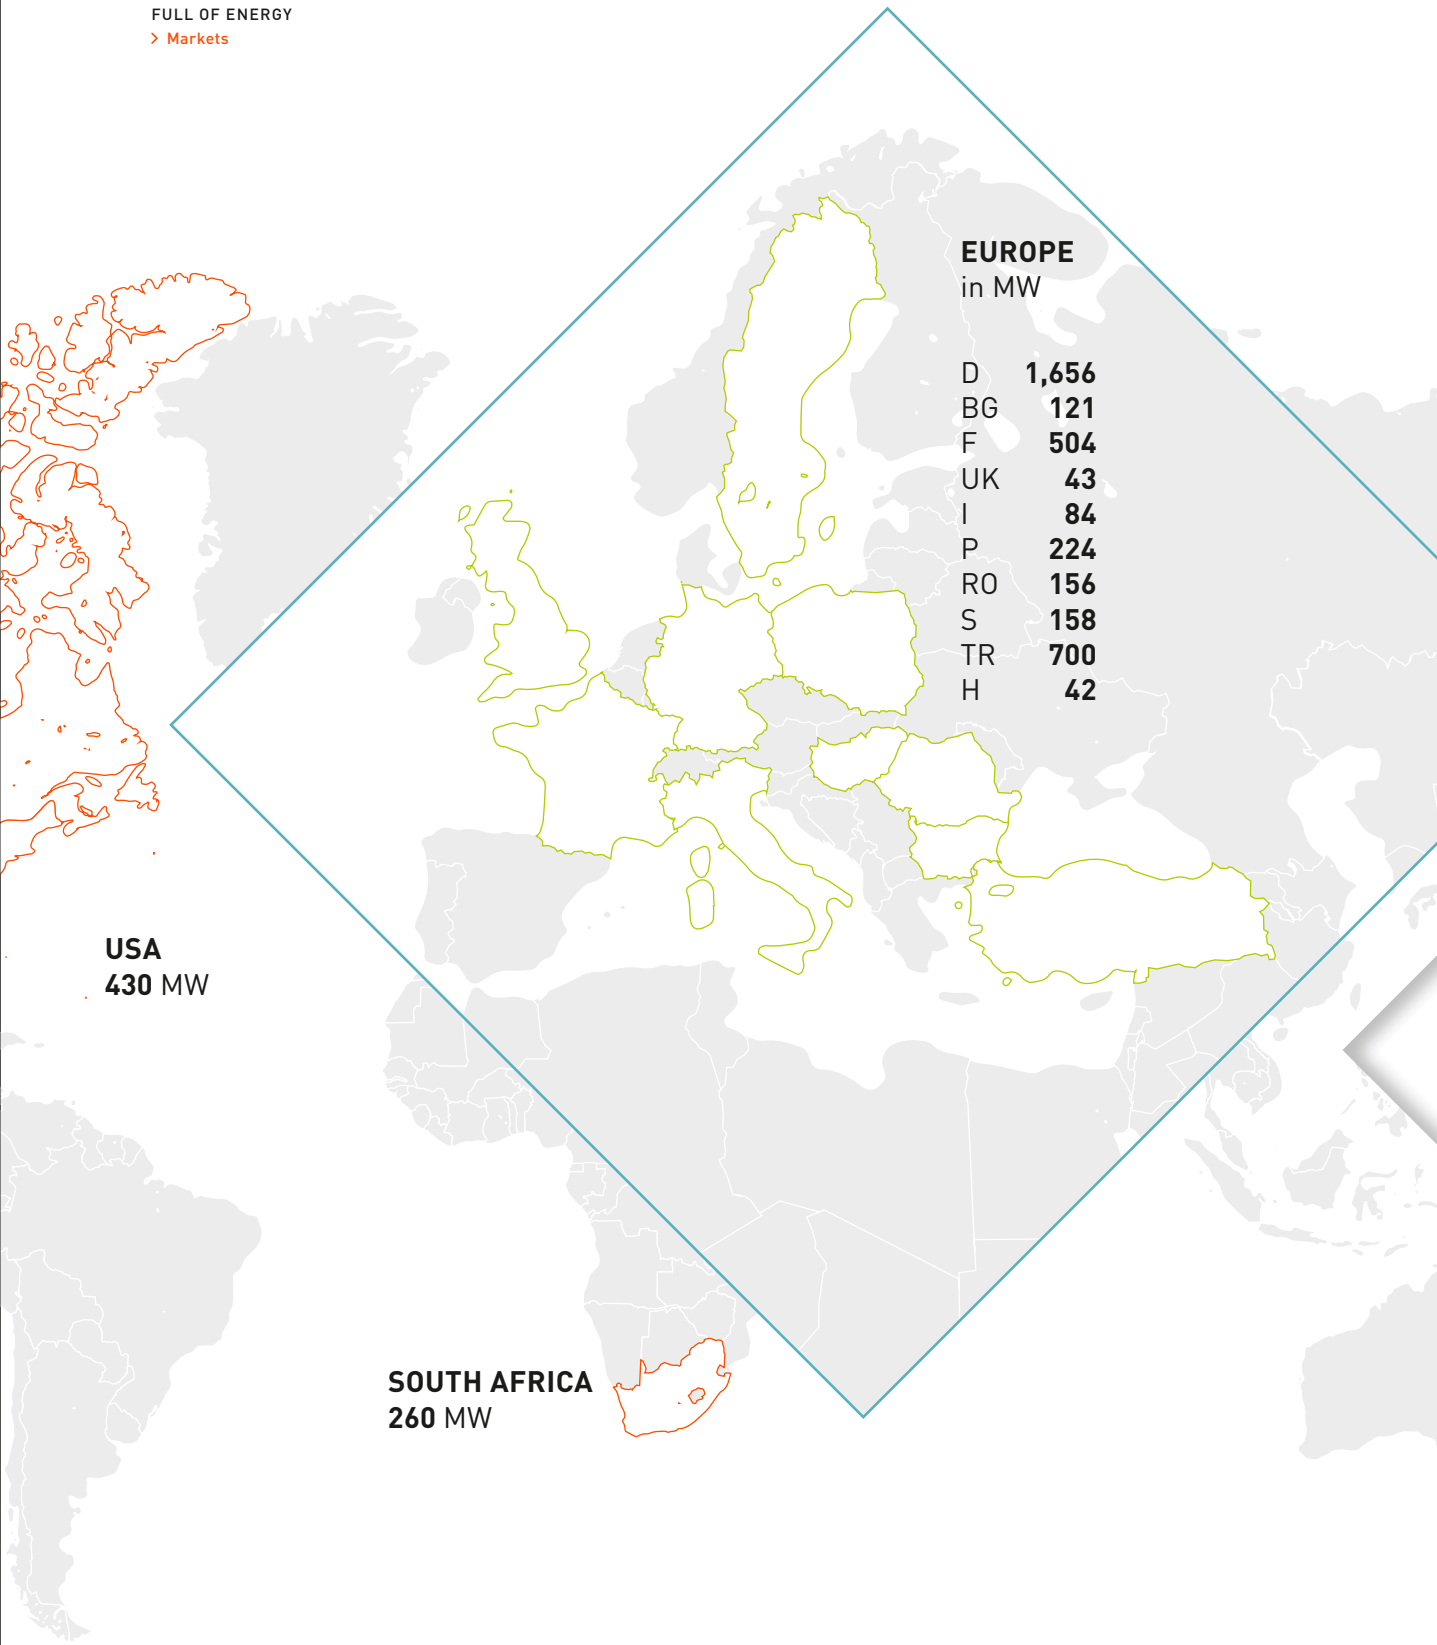 FULL OF ENERGY
> Markets
EUROPE
in MW
D 1,656
BG 121
F 504
UK 43
I 84
P 224
RO 156
S 158
TR 700
H 42
USA
430 MW
SOUTH AFRICA
260 MW